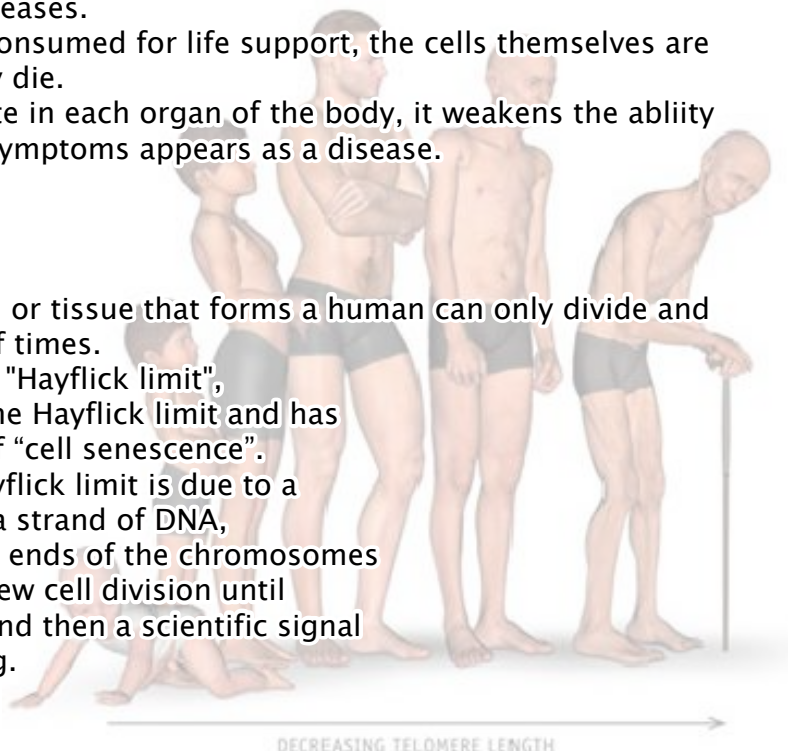 eases.
onsumed for life support, the cells themselves are
die.
te in each organ of the body, it weakens the abliity
symptoms appears as a disease.
or tissue that forms a human can only divide and
f times.
"Hayflick limit",
he Hayflick limit and has
f “cell senescence”.
yflick limit is due to a
a strand of DNA,
ends of the chromosomes
ew cell division until
nd then a scientific signal
g.
DECREASING TELOMERE LENGTH